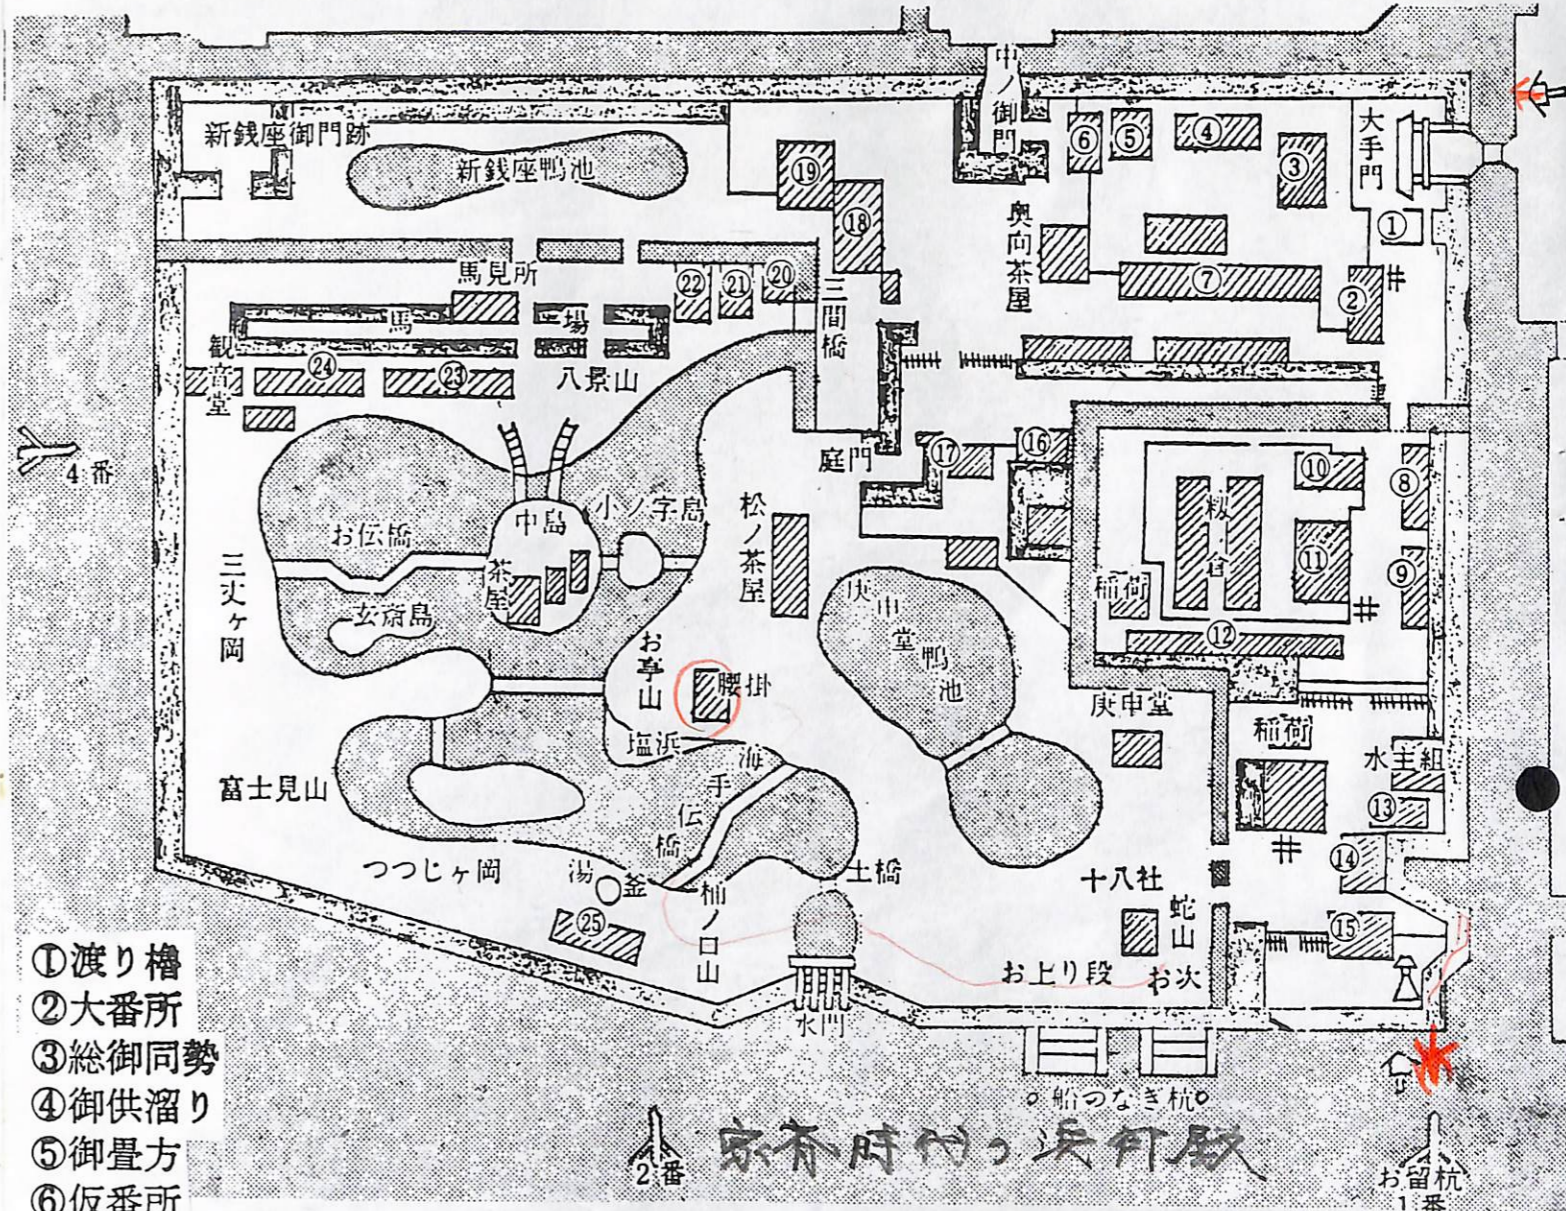 中ノ御門
大手門
新銭座御門跡
新銭座鴨池
⑲
⑱
⑥
⑤
④
③
①
②
⑦
奥向茶屋
馬見所
馬場
㉒
㉑
⑳
三間橋
観音堂
㉔
㉓
八景山
4番
庭門
⑰
⑯
⑩
⑧
⑪
⑨
⑫
籾倉
稲荷
お伝橋
中島
茶屋
小ノ字島
松ノ茶屋
三丈ヶ岡
玄斎島
お亭山
腰掛
庚申堂鴨池
庚申堂
塩浜
海手伝橋
富士見山
稲荷
水主組
⑬
⑭
⑮
つつじヶ岡
湯釜
㉕
樋ノ口山
土橋
十八社
蛇山
お上り段
お次
水門
船つなぎ杭
2番
家斉時代の浜御殿
お留杭
1番
①渡り櫓
②大番所
③総御同勢
④御供溜り
⑤御畳方
⑥仮番所